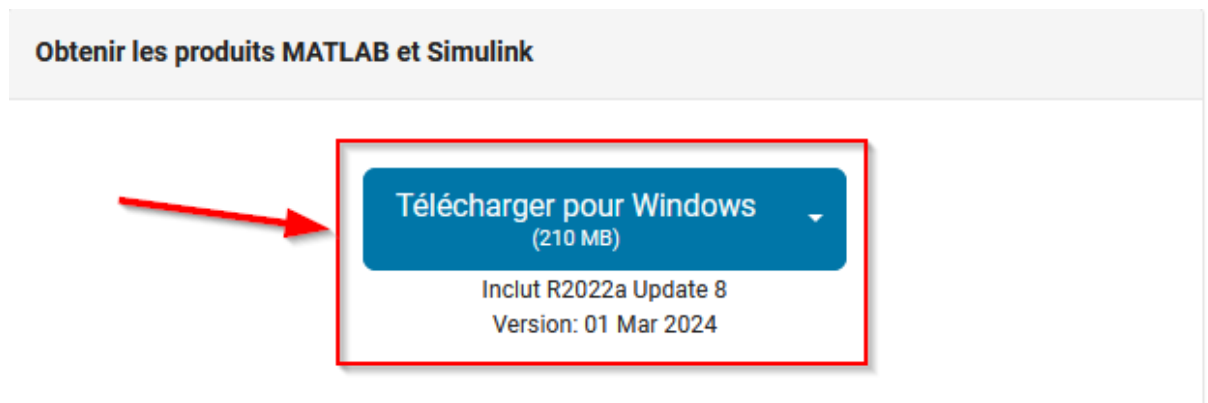 Obtenir les produits MATLAB et Simulink
Télécharger pour Windows
(210 MB)
Inclut R2022a Update 8
Version: 01 Mar 2024